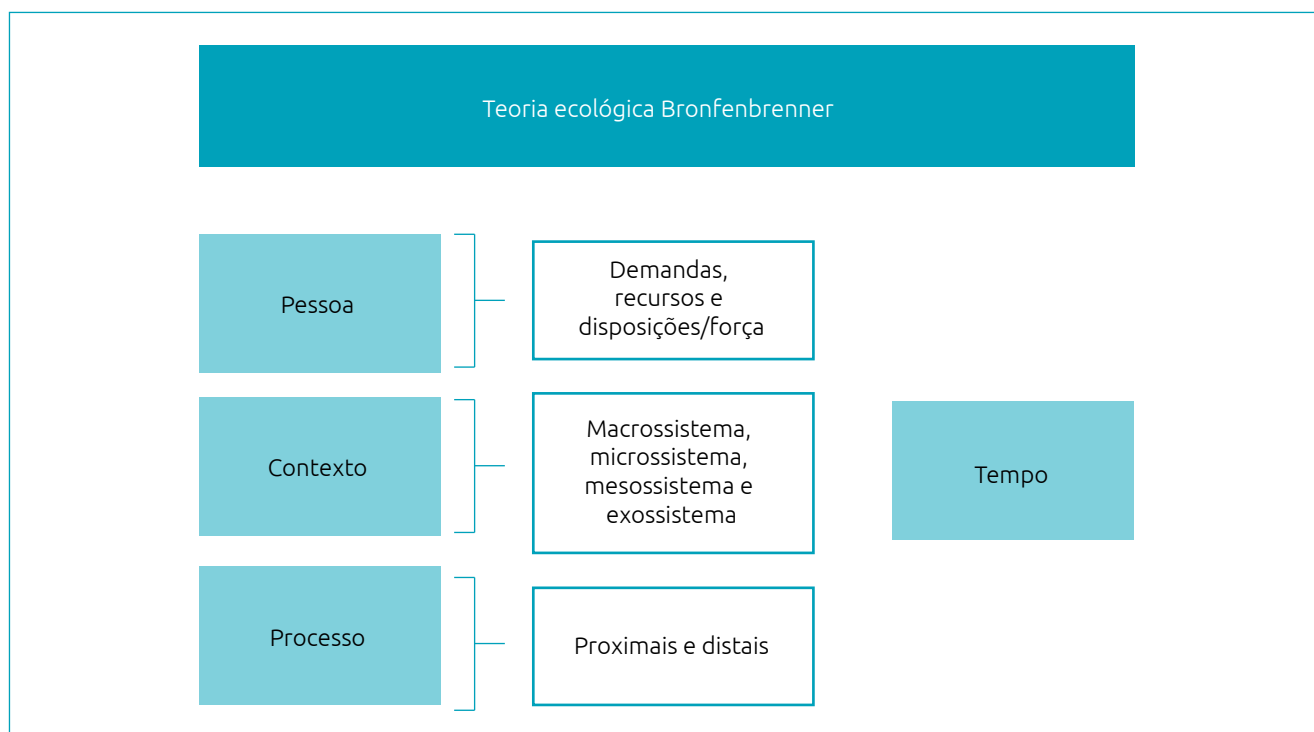 Teoria ecológica Bronfenbrenner
Pessoa
Demandas,
recursos e
disposições/força
Contexto
Macrossistema,
microssistema,
mesossistema e
exossistema
Tempo
Processo
Proximais e distais